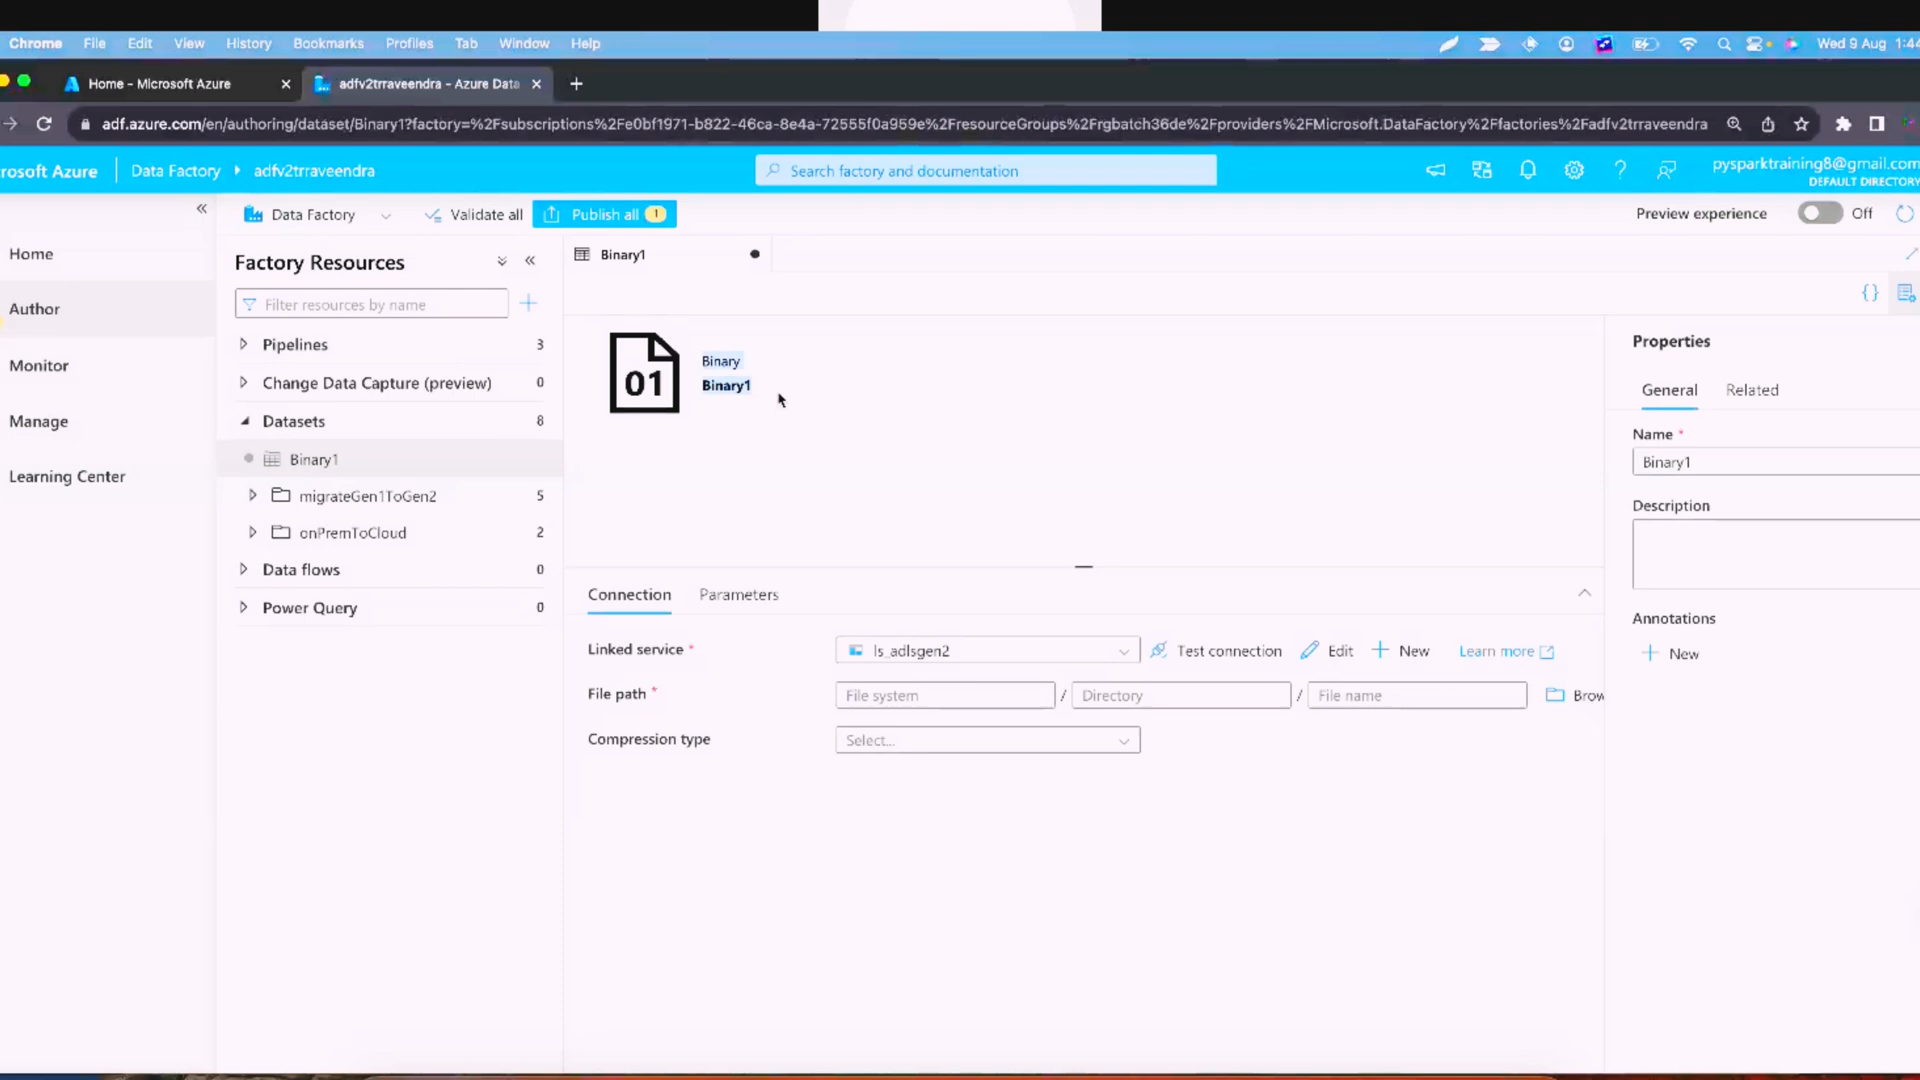 Chrome File Edit View History Bookmarks Profiles Tab Window Help Wed 9 Aug 1:44
Home - Microsoft Azure adfv2trraveendra - Azure Data
adf.azure.com/en/authoring/dataset/Binary1?factory=%2Fsubscriptions%2Fe0bf1971-b822-46ca-8e4a-72555f0a959e%2FresourceGroups%2Frgbatch36de%2Fproviders%2FMicrosoft.DataFactory%2Ffactories%2Fadfv2trraveendra
rosoft Azure Data Factory adfv2trraveendra Search factory and documentation pysparktraining8@gmail.com
DEFAULT DIRECTORY
Data Factory Validate all Publish all 1 Preview experience Off
Home
Author
Monitor
Manage
Learning Center
Factory Resources
Filter resources by name
Pipelines 3
Change Data Capture (preview) 0
Datasets 8
Binary1
migrateGen1ToGen2 5
onPremToCloud 2
Data flows 0
Power Query 0
Binary1
01
Binary
Binary1
Connection Parameters
Linked service * ls_adlsgen2 Test connection Edit New Learn more
File path * File system / Directory / File name Brow
Compression type Select...
Properties
General Related
Name *
Binary1
Description
Annotations
New